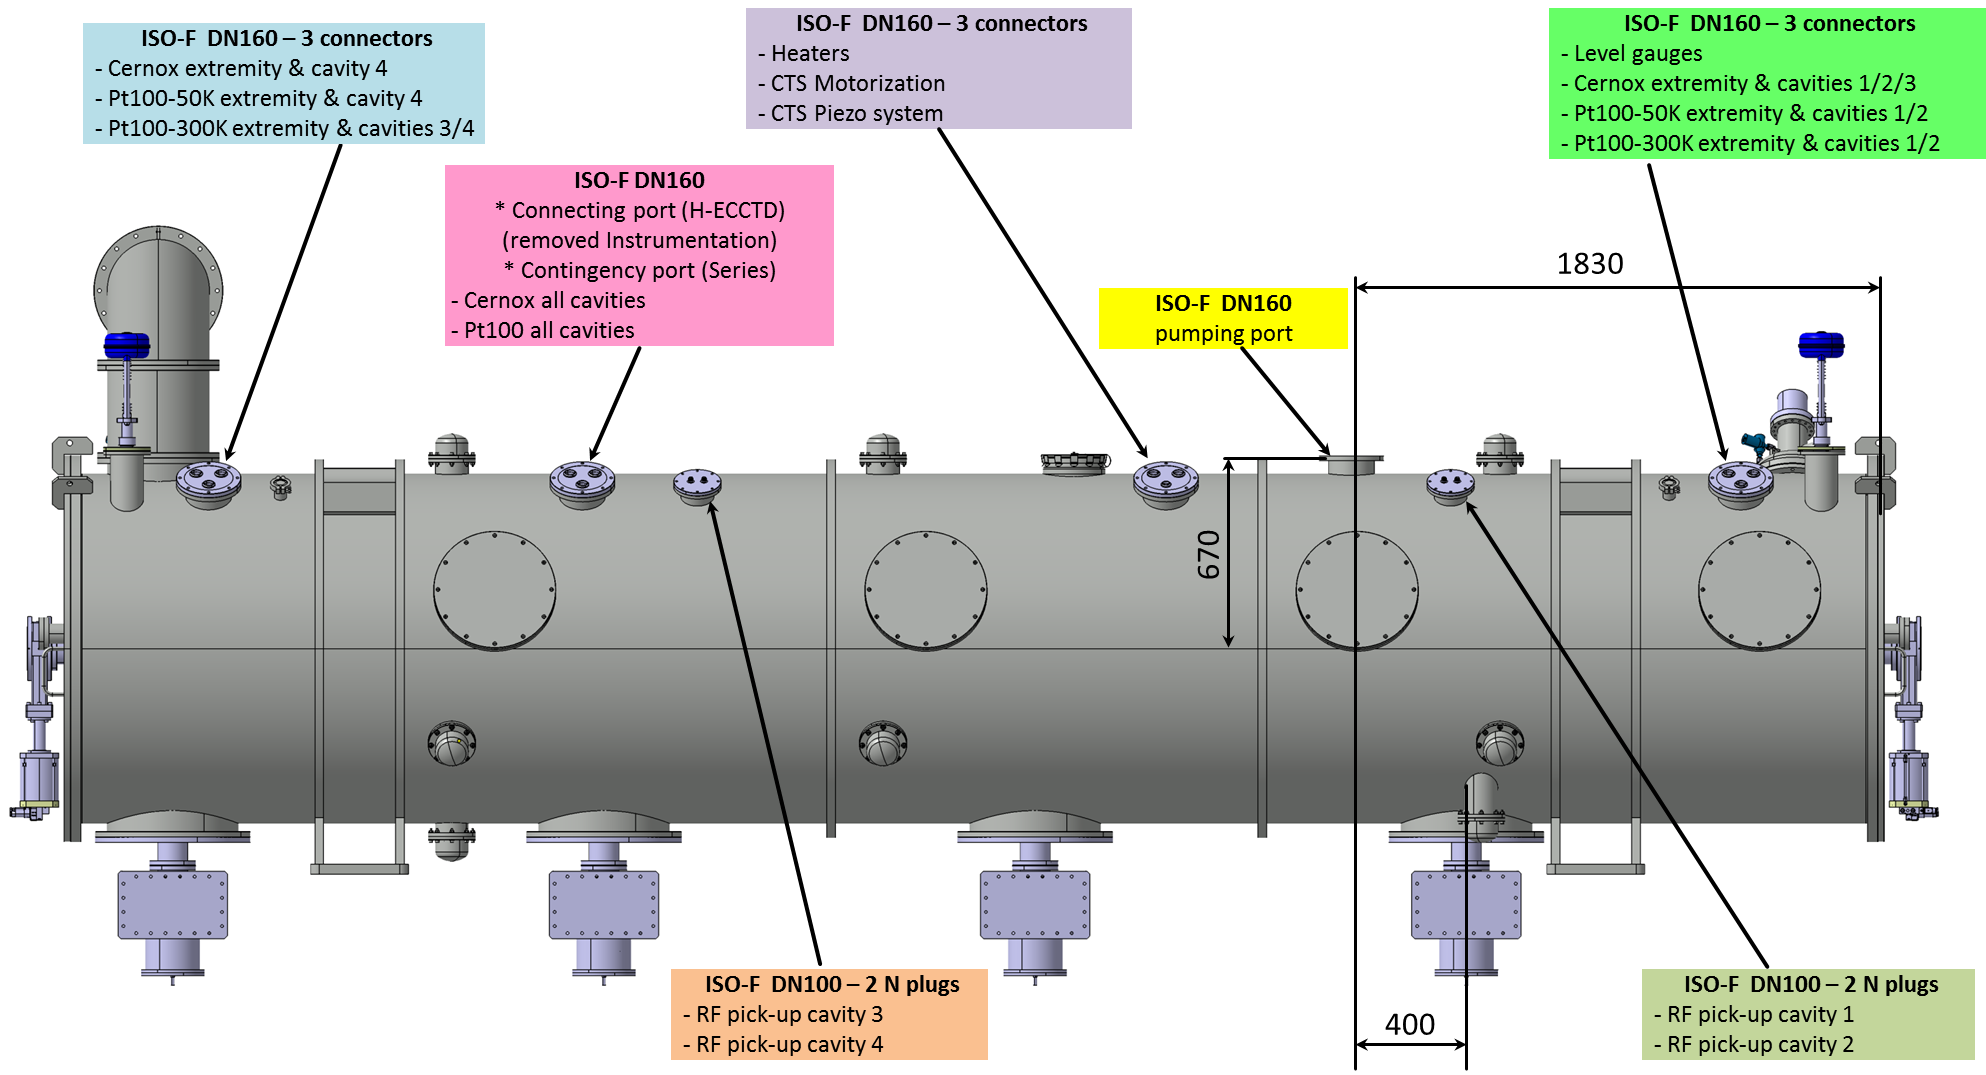 ISO-F DN160 – 3 connectors
- Cernox extremity & cavity 4
- Pt100-50K extremity & cavity 4
- Pt100-300K extremity & cavities 3/4
ISO-F DN160
* Connecting port (H-ECCTD)
(removed Instrumentation)
* Contingency port (Series)
- Cernox all cavities
- Pt100 all cavities
ISO-F DN160 – 3 connectors
- Heaters
- CTS Motorization
- CTS Piezo system
ISO-F DN160
pumping port
ISO-F DN160 – 3 connectors
- Level gauges
- Cernox extremity & cavities 1/2/3
- Pt100-50K extremity & cavities 1/2
- Pt100-300K extremity & cavities 1/2
1830
670
400
ISO-F DN100 – 2 N plugs
- RF pick-up cavity 3
- RF pick-up cavity 4
ISO-F DN100 – 2 N plugs
- RF pick-up cavity 1
- RF pick-up cavity 2